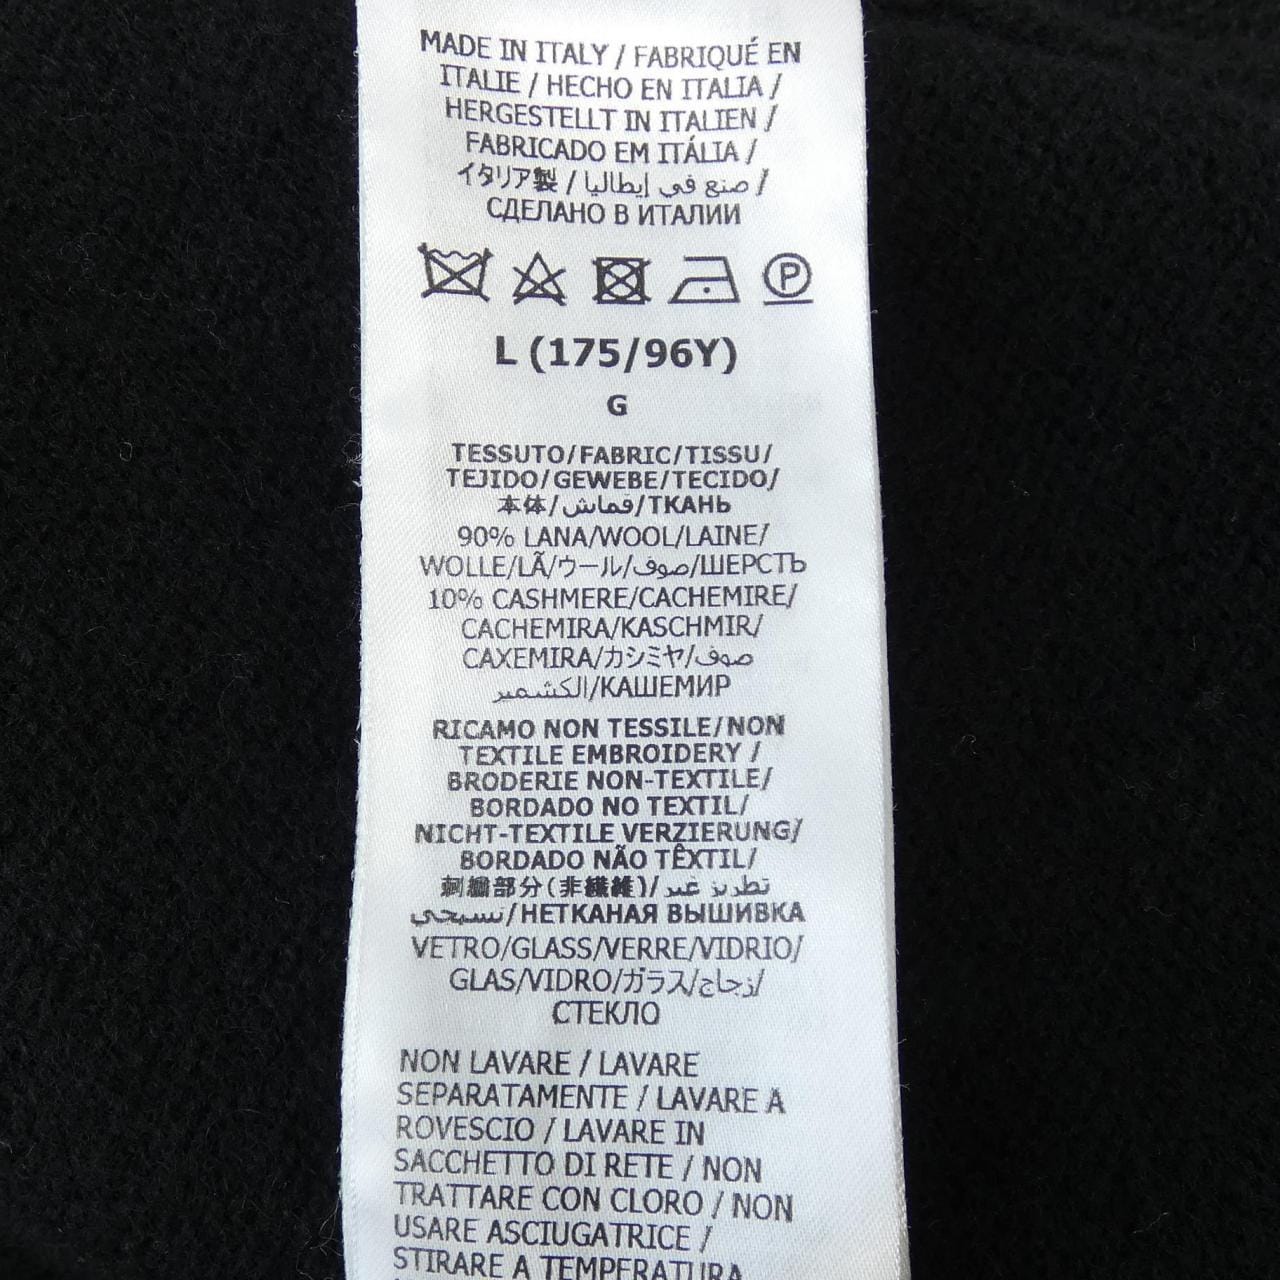 MADE IN ITALY / FABRIQUÉ EN
ITALIE / HECHO EN ITALIA /
HERGESTELLT IN ITALIEN /
FABRICADO EM ITÁLIA /
イタリア製 / صنع في إيطاليا /
СДЕЛАНО В ИТАЛИИ
P
L (175/96Y)
G
TESSUTO/FABRIC/TISSU/
TEJIDO/GEWEBE/TECIDO/
本体/قماش/ТКАНЬ
90% LANA/WOOL/LAINE/
WOLLE/LÃ/ウール/صوف/ШЕРСТЬ
10% CASHMERE/CACHEMIRE/
CACHEMIRA/KASCHMIR/
CAXEMIRA/カシミヤ/صوف
الكشمير/КАШЕМИР
RICAMO NON TESSILE/NON
TEXTILE EMBROIDERY /
BRODERIE NON-TEXTILE/
BORDADO NO TEXTIL/
NICHT-TEXTILE VERZIERUNG/
BORDADO NÃO TÊXTIL/
刺繍部分(非繊維)/تطريز غير
نسيجي/НЕТКАНАЯ ВЫШИВКА
VETRO/GLASS/VERRE/VIDRIO/
GLAS/VIDRO/ガラス/زجاج/
СТЕКЛО
NON LAVARE / LAVARE
SEPARATAMENTE / LAVARE A
ROVESCIO / LAVARE IN
SACCHETTO DI RETE / NON
TRATTARE CON CLORO / NON
USARE ASCIUGATRICE /
STIRARE A TEMPERATURA